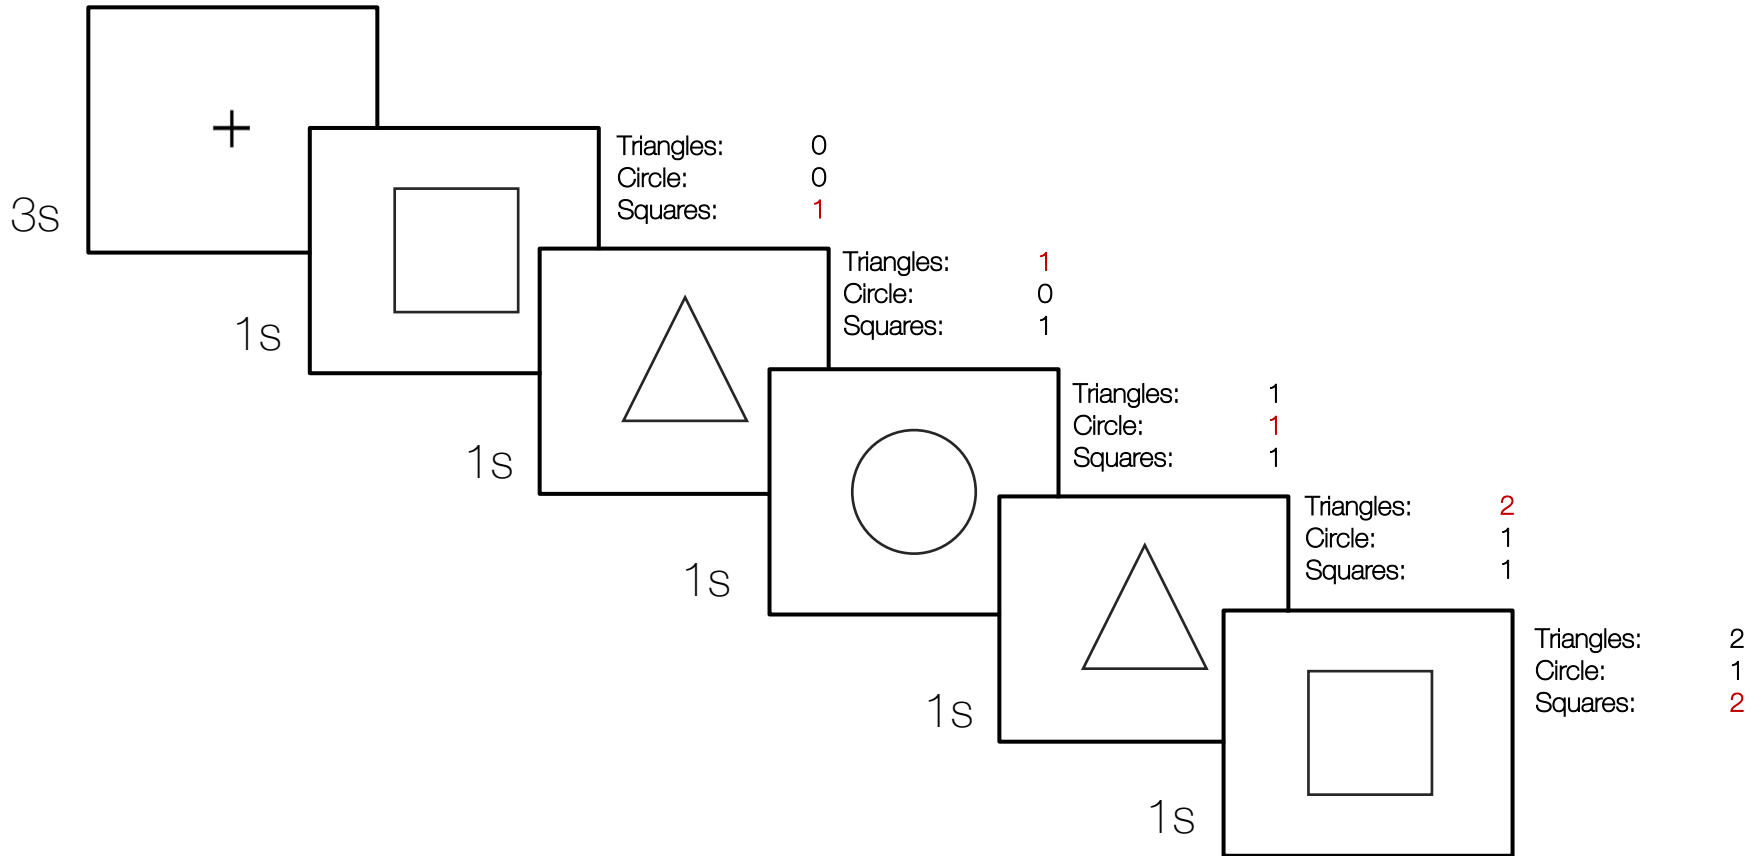 3s
Triangles: 0
Circle: 0
Squares: 1
1s
Triangles: 1
Circle: 0
Squares: 1
1s
Triangles: 1
Circle: 1
Squares: 1
1s
Triangles: 2
Circle: 1
Squares: 1
1s
Triangles: 2
Circle: 1
Squares: 2
1s